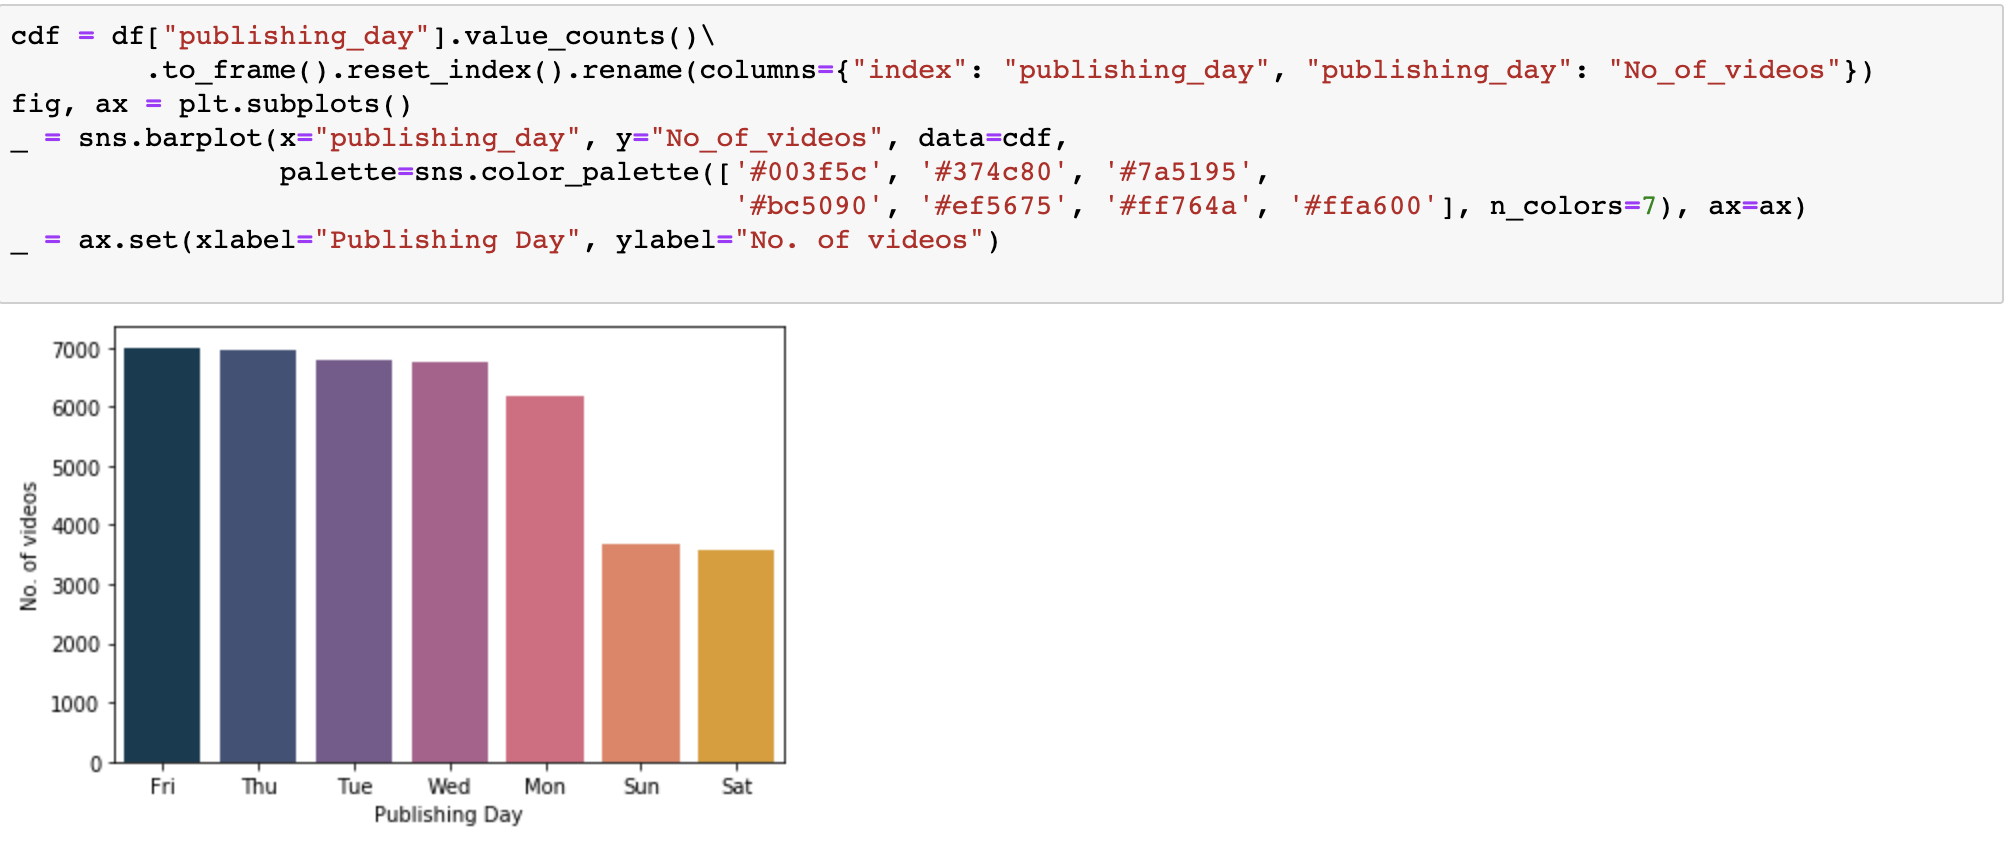 cdf = df["publishing_day"].value_counts()\
.to_frame().reset_index().rename(columns={"index": "publishing_day", "publishing_day": "No_of_videos"})
fig, ax = plt.subplots()
_ = sns.barplot(x="publishing_day", y="No_of_videos", data=cdf,
palette=sns.color_palette(['#003f5c', '#374c80', '#7a5195',
'#bc5090', '#ef5675', '#ff764a', '#ffa600'], n_colors=7), ax=ax)
_ = ax.set(xlabel="Publishing Day", ylabel="No. of videos")
No. of videos
7000
6000
5000
4000
3000
2000
1000
0
Fri Thu Tue Wed Mon Sun Sat
Publishing Day